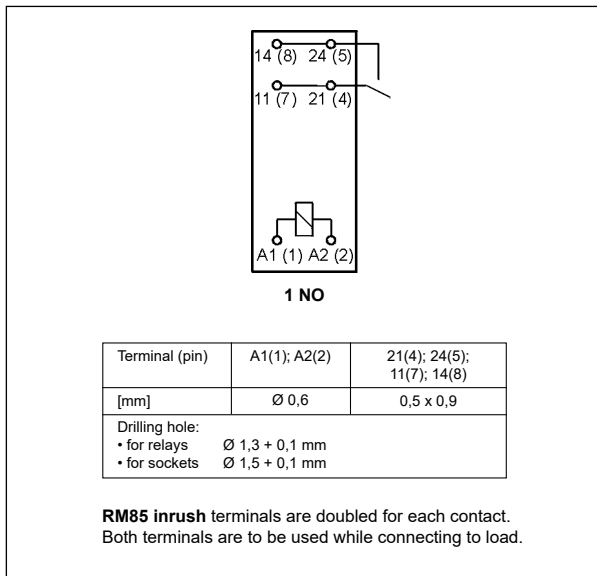 14 (8) 24 (5)
11 (7) 21 (4)
A1 (1) A2 (2)
1 NO
Terminal (pin) A1(1); A2(2) 21(4); 24(5);
11(7); 14(8)
[mm] Ø 0,6 0,5 x 0,9
Drilling hole:
• for relays Ø 1,3 + 0,1 mm
• for sockets Ø 1,5 + 0,1 mm
RM85 inrush terminals are doubled for each contact.
Both terminals are to be used while connecting to load.